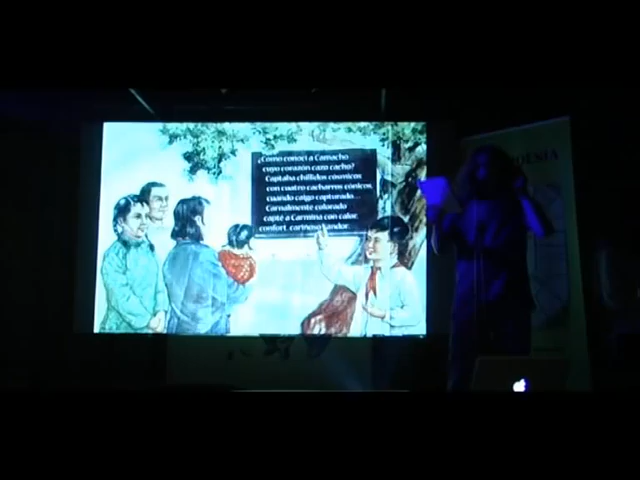 ¿Cómo conocí a Camacho
cuyo corazón cazo cacho?
Captaba chillidos cósmicos
con cuatro cacharros cónicos,
cuando caigo capturado...
Carnalmente colorado
capté a Carmina con calor,
confort, cariñoso candor.
POESIA